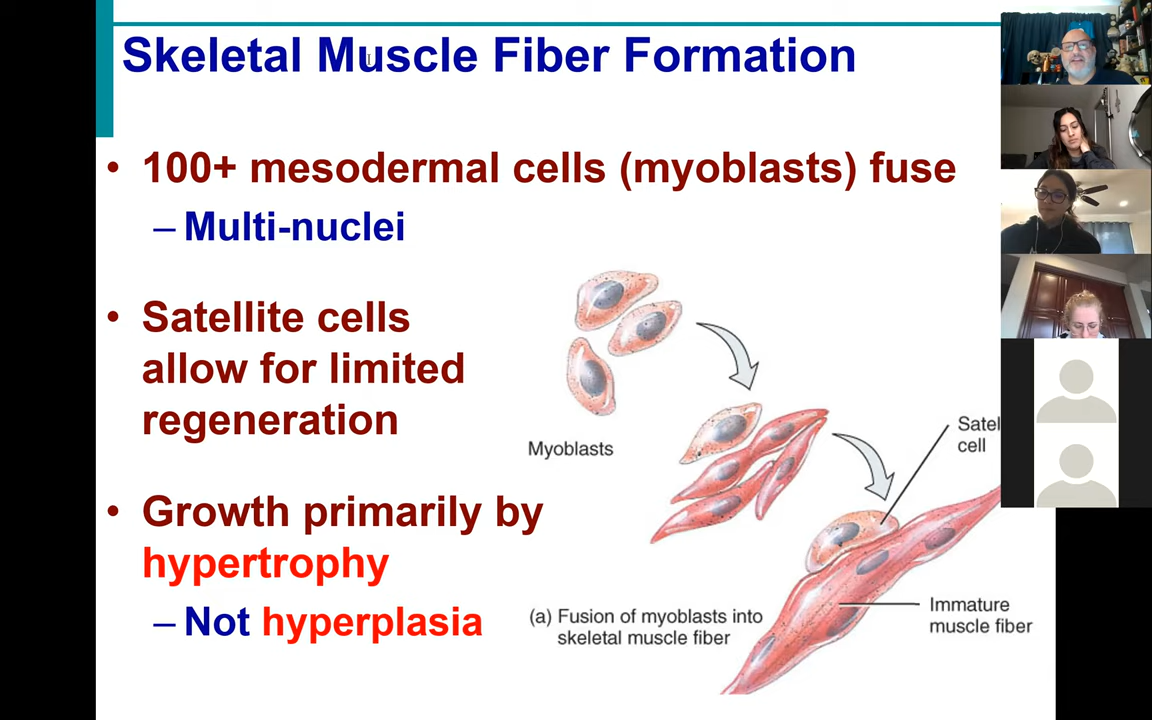 Skeletal Muscle Fiber Formation
• 100+ mesodermal cells (myoblasts) fuse
– Multi-nuclei
• Satellite cells
allow for limited
regeneration
• Growth primarily by
hypertrophy
– Not hyperplasia
Myoblasts
Satel
cell
Immature
muscle fiber
(a) Fusion of myoblasts into
skeletal muscle fiber